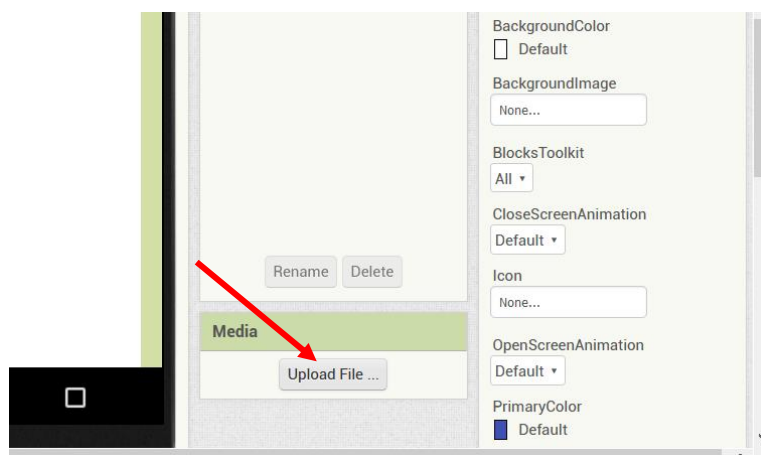 Rename Delete
Media
Upload File ...
BackgroundColor
Default
BackgroundImage
None...
BlocksToolkit
All
CloseScreenAnimation
Default
Icon
None...
OpenScreenAnimation
Default
PrimaryColor
Default